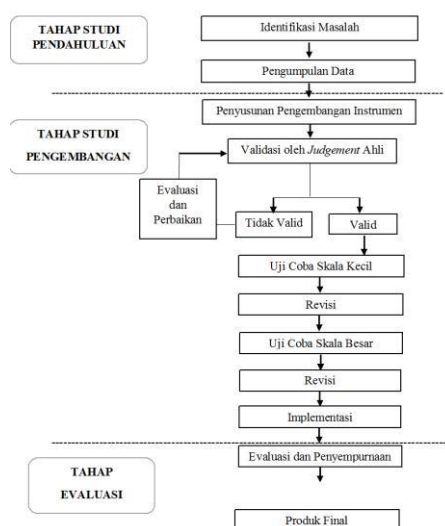 TAHAP STUDI
PENDAHULUAN
Identifikasi Masalah
Pengumpulan Data
TAHAP STUDI
PENGEMBANGAN
Penyusunan Pengembangan Instrumen
Validasi oleh Judgement Ahli
Evaluasi
dan
Perbaikan
Tidak Valid
Valid
Uji Coba Skala Kecil
Revisi
Uji Coba Skala Besar
Revisi
Implementasi
TAHAP
EVALUASI
Evaluasi dan Penyempurnaan
Produk Final